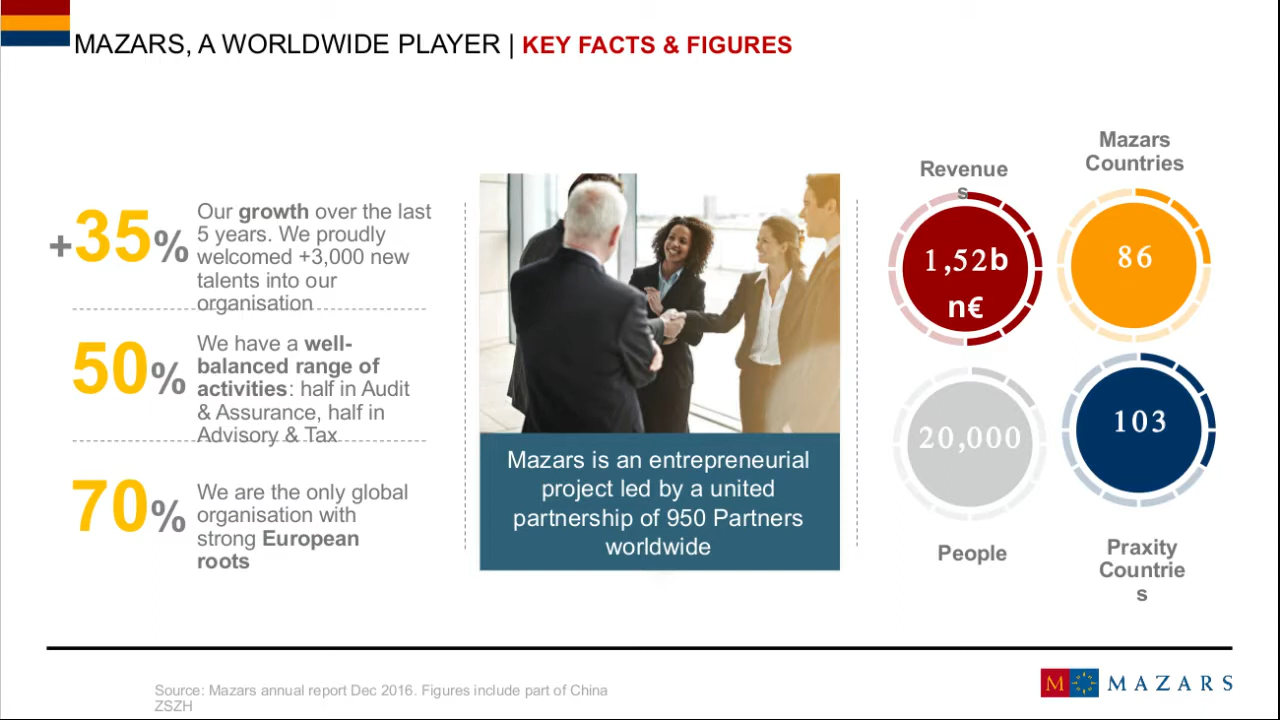 MAZARS, A WORLDWIDE PLAYER | KEY FACTS & FIGURES
+35%
Our growth over the last
5 years. We proudly
welcomed +3,000 new
talents into our
organisation
50%
We have a well-
balanced range of
activities: half in Audit
& Assurance, half in
Advisory & Tax
70%
We are the only global
organisation with
strong European
roots
Mazars is an entrepreneurial
project led by a united
partnership of 950 Partners
worldwide
Revenue
s
1,52b
n€
Mazars
Countries
86
20,000
People
103
Praxity
Countrie
s
Source: Mazars annual report Dec 2016. Figures include part of China
ZSZH
M MAZARS